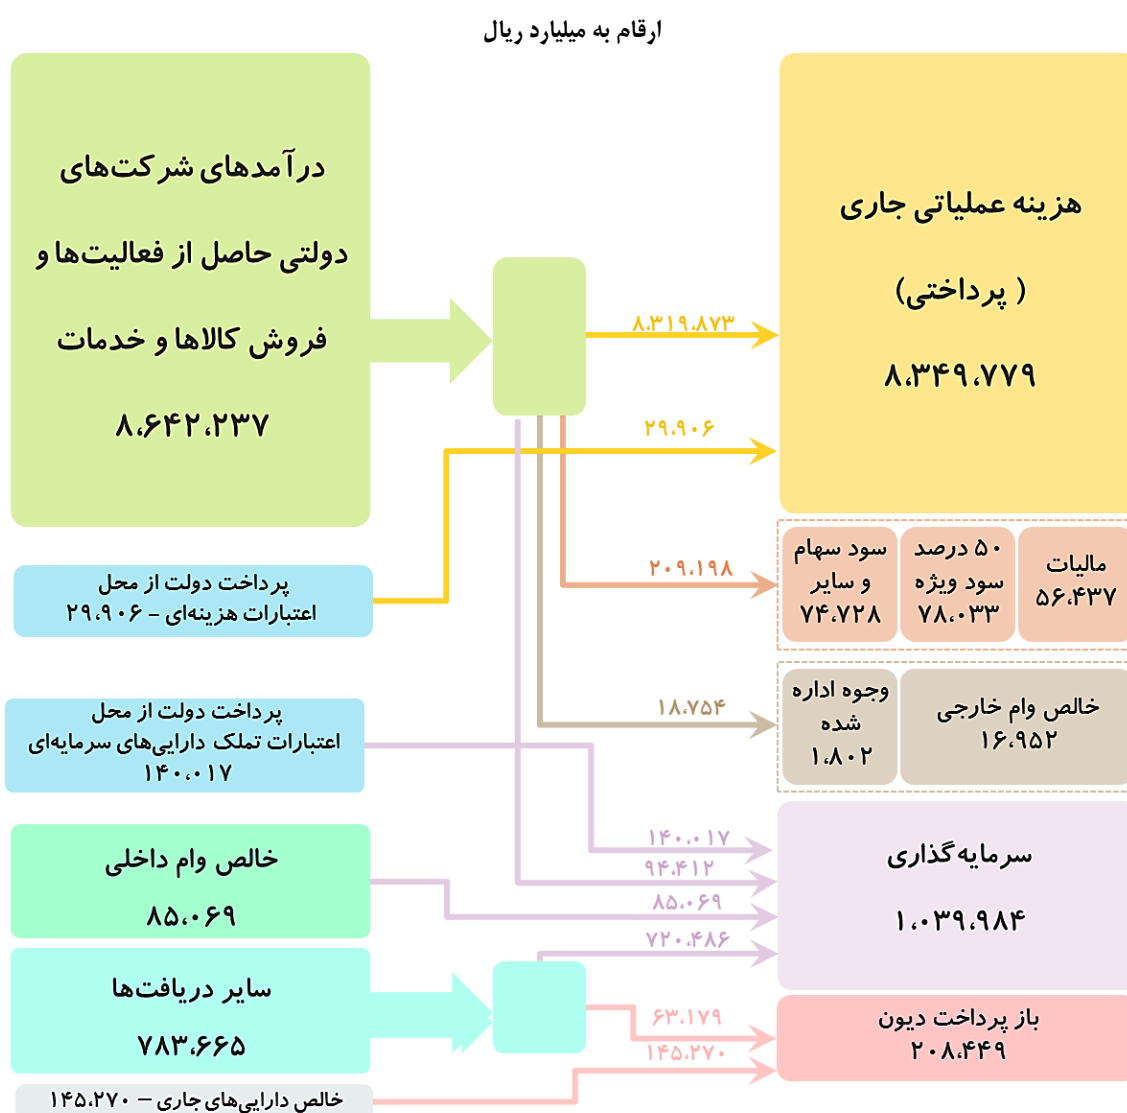 ارقام به میلیارد ریال
درآمدهای شرکت‌های
دولتی حاصل از فعالیت‌ها و
فروش کالاها و خدمات
۸،۶۴۲،۲۳۷
هزینه عملیاتی جاری
( پرداختی)
۸،۳۴۹،۷۷۹
۸،۳۱۹،۸۷۳
۲۹،۹۰۶
پرداخت دولت از محل
اعتبارات هزینه‌ای – ۲۹،۹۰۶
۲۰۹،۱۹۸
مالیات
۵۶،۴۳۷
۵۰ درصد
سود ویژه
۷۸،۰۳۳
سود سهام
و سایر
۷۴،۷۲۸
پرداخت دولت از محل
اعتبارات تملک دارایی‌های سرمایه‌ای
۱۴۰،۰۱۷
۱۸،۷۵۴
خالص وام خارجی
۱۶،۹۵۲
وجوه اداره
شده
۱،۸۰۲
خالص وام داخلی
۸۵،۰۶۹
۱۴۰،۰۱۷
۹۴،۴۱۲
۸۵،۰۶۹
۷۲۰،۴۸۶
سرمایه‌گذاری
۱،۰۳۹،۹۸۴
سایر دریافت‌ها
۷۸۳،۶۶۵
۶۳،۱۷۹
۱۴۵،۲۷۰
باز پرداخت دیون
۲۰۸،۴۴۹
خالص دارایی‌های جاری – ۱۴۵،۲۷۰